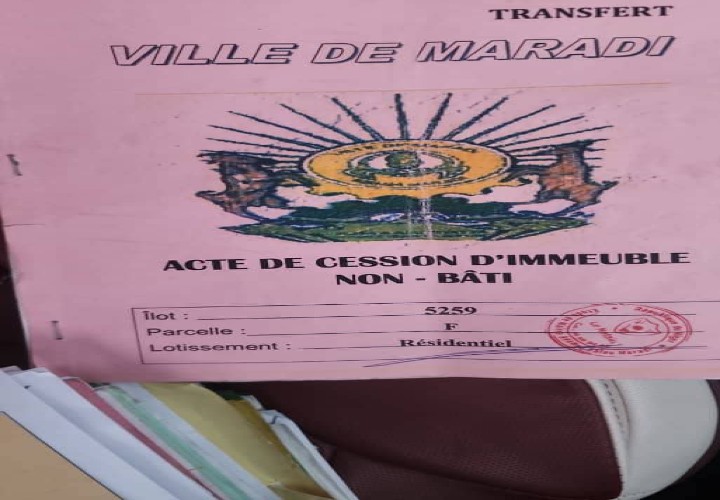 TRANSFERT
VILLE DE MARADI
ACTE DE CESSION D'IMMEUBLE
NON - BÂTI
Îlot : 5259
Parcelle : F
Lotissement : Résidentiel